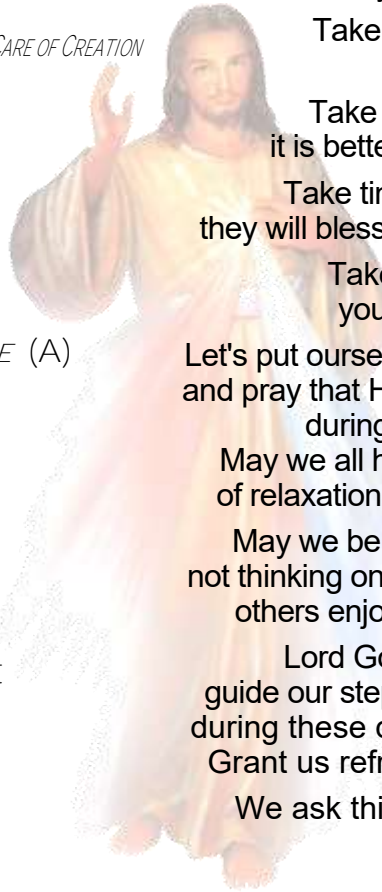 Take
CARE OF CREATION
Take
it is bette
Take tir
they will bless
Take
you
E (A)
Let's put ourse
and pray that H
during
May we all h
of relaxation
May we be
not thinking on
others enjo
Lord Go
guide our step
during these c
Grant us refr
We ask thi